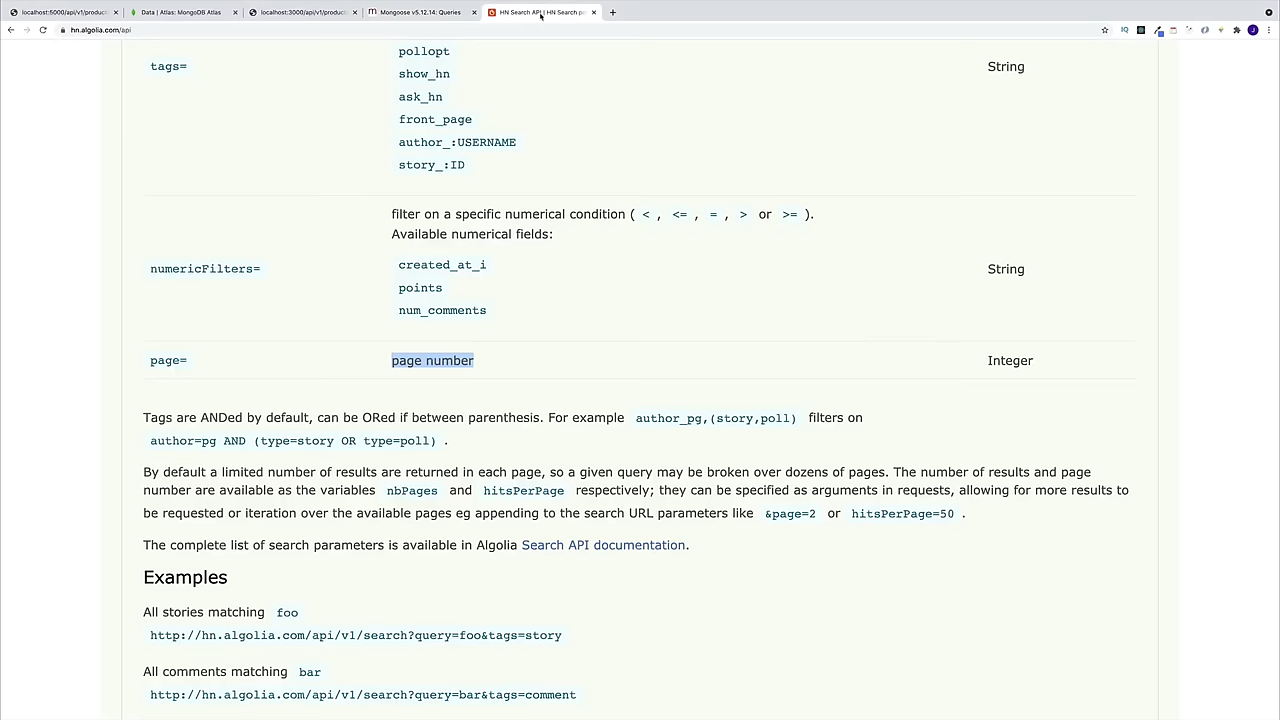 localhost:5000/api/v1/product
Data | Atlas: MongoDB Atlas
localhost:3000/api/v1/product
Mongoose v5.12.14: Queries
HN Search API | HN Search po
hn.algolia.com/api
pollopt
tags=
String
show_hn
ask_hn
front_page
author_:USERNAME
story_:ID
filter on a specific numerical condition ( < , <= , = , > or >= ).
Available numerical fields:
numericFilters=
String
created_at_i
points
num_comments
page=
page number
Integer
Tags are ANDed by default, can be ORed if between parenthesis. For example author_pg,(story,poll) filters on
author=pg AND (type=story OR type=poll) .
By default a limited number of results are returned in each page, so a given query may be broken over dozens of pages. The number of results and page
number are available as the variables nbPages and hitsPerPage respectively; they can be specified as arguments in requests, allowing for more results to
be requested or iteration over the available pages eg appending to the search URL parameters like &page=2 or hitsPerPage=50 .
The complete list of search parameters is available in Algolia Search API documentation.
Examples
All stories matching foo
http://hn.algolia.com/api/v1/search?query=foo&tags=story
All comments matching bar
http://hn.algolia.com/api/v1/search?query=bar&tags=comment